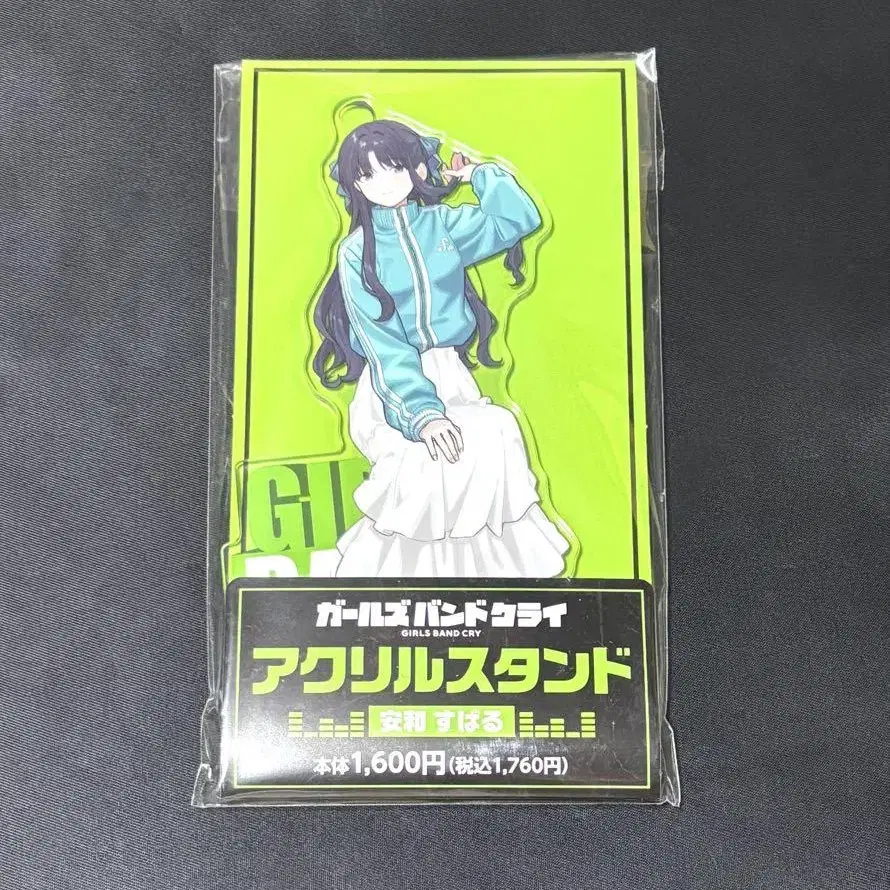 GIR
BA
ガールズバンドクライ
GIRLS BAND CRY
アクリルスタンド
安和 すばる
本体1,600円(税込1,760円)